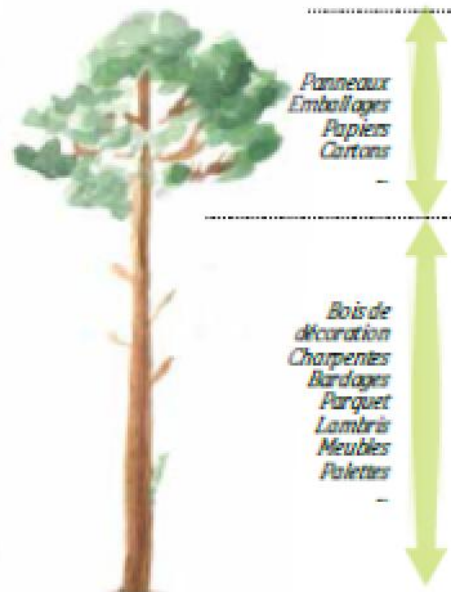 Panneaux
Emballages
Papiers
Cartons
...
Bois de
décoration
Charpentes
Bardages
Parquet
Lambris
Meubles
Palettes
...